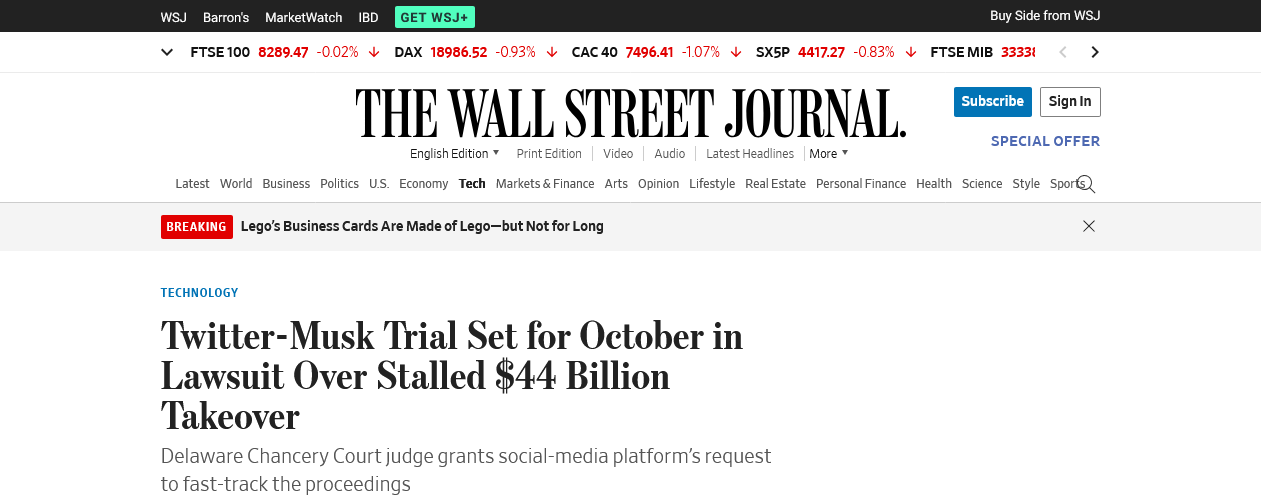 WSJ Barron's MarketWatch IBD GET WSJ+ Buy Side from WSJ
FTSE 100 8289.47 -0.02% DAX 18986.52 -0.93% CAC 40 7496.41 -1.07% SX5P 4417.27 -0.83% FTSE MIB 33338
THE WALL STREET JOURNAL.
Subscribe Sign In
SPECIAL OFFER
English Edition Print Edition Video Audio Latest Headlines More
Latest World Business Politics U.S. Economy Tech Markets & Finance Arts Opinion Lifestyle Real Estate Personal Finance Health Science Style Sports
BREAKING Lego’s Business Cards Are Made of Lego—but Not for Long
TECHNOLOGY
Twitter-Musk Trial Set for October in
Lawsuit Over Stalled $44 Billion
Takeover
Delaware Chancery Court judge grants social-media platform’s request
to fast-track the proceedings